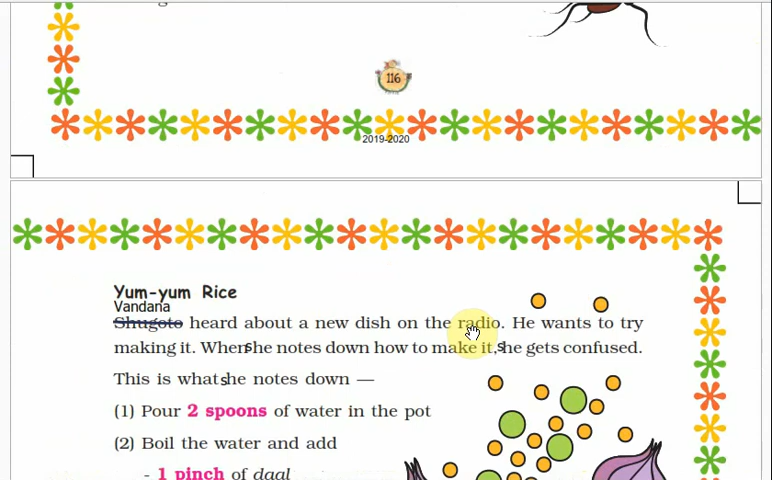 116
2019-2020
Yum-yum Rice
Vandana
Shugoto heard about a new dish on the radio. He wants to try
making it. When she notes down how to make it, she gets confused.
This is what she notes down —
(1) Pour 2 spoons of water in the pot
(2) Boil the water and add
- 1 pinch of daal